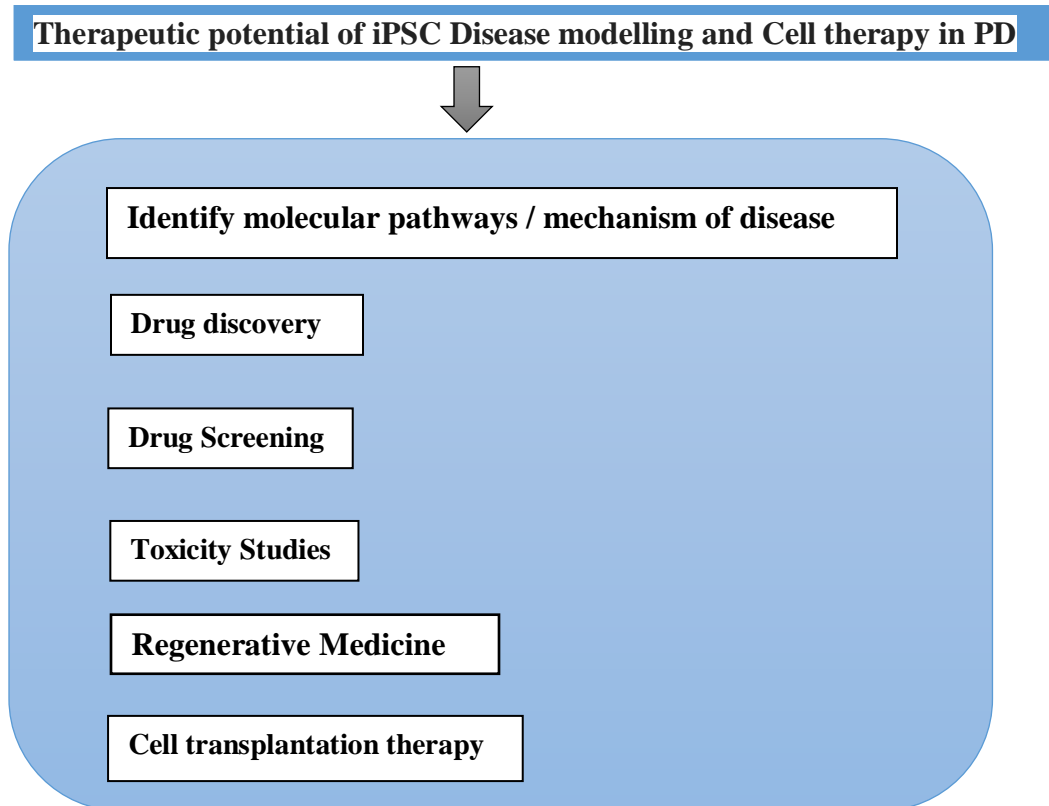 Therapeutic potential of iPSC Disease modelling and Cell therapy in PD
Identify molecular pathways / mechanism of disease
Drug discovery
Drug Screening
Toxicity Studies
Regenerative Medicine
Cell transplantation therapy